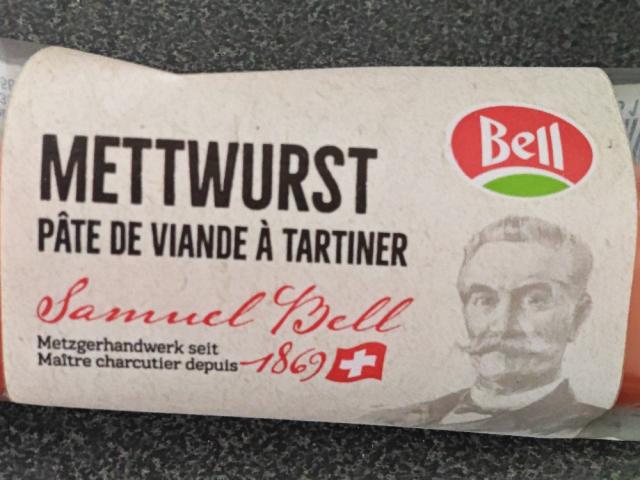 Bell
METTWURST
PÂTE DE VIANDE À TARTINER
Samuel Bell
Metzgerhandwerk seit
Maître charcutier depuis 1869